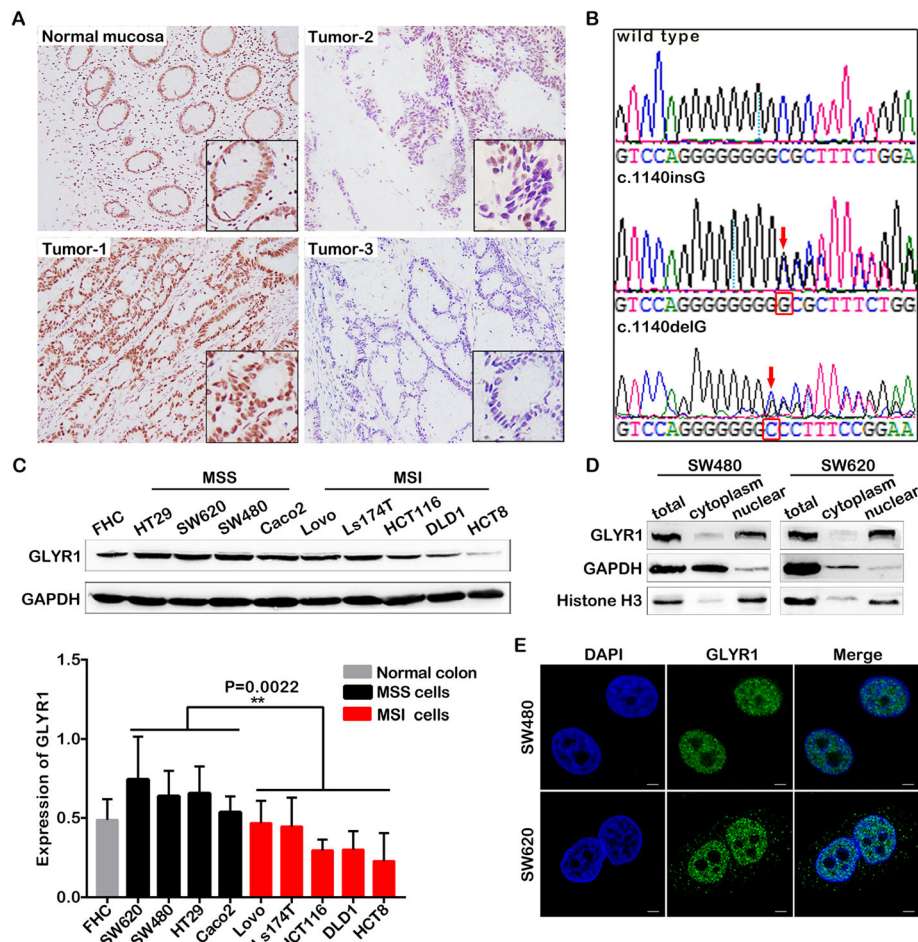 A
Normal mucosa
Tumor-2
Tumor-1
Tumor-3
B
wild type
GTCCAGGGGGGGGCGCTTTCTGGA
c.1140insG
GTCCAGGGGGGGGGCGCTTTCTGG
c.1140delG
GTCCAGGGGGGGCCCTTTCCGGAA
C
MSS MSI
FHC HT29 SW620 SW480 Caco2 Lovo Ls174T HCT116 DLD1 HCT8
GLYR1
GAPDH
1.5
1.0
0.5
0.0
Expression of GLYR1
P=0.0022
**
Normal colon
MSS cells
MSI cells
FHC SW620 SW480 HT29 Caco2 Lovo Ls174T HCT116 DLD1 HCT8
D
SW480 SW620
total cytoplasm nuclear total cytoplasm nuclear
GLYR1
GAPDH
Histone H3
E
DAPI GLYR1 Merge
SW480
SW620